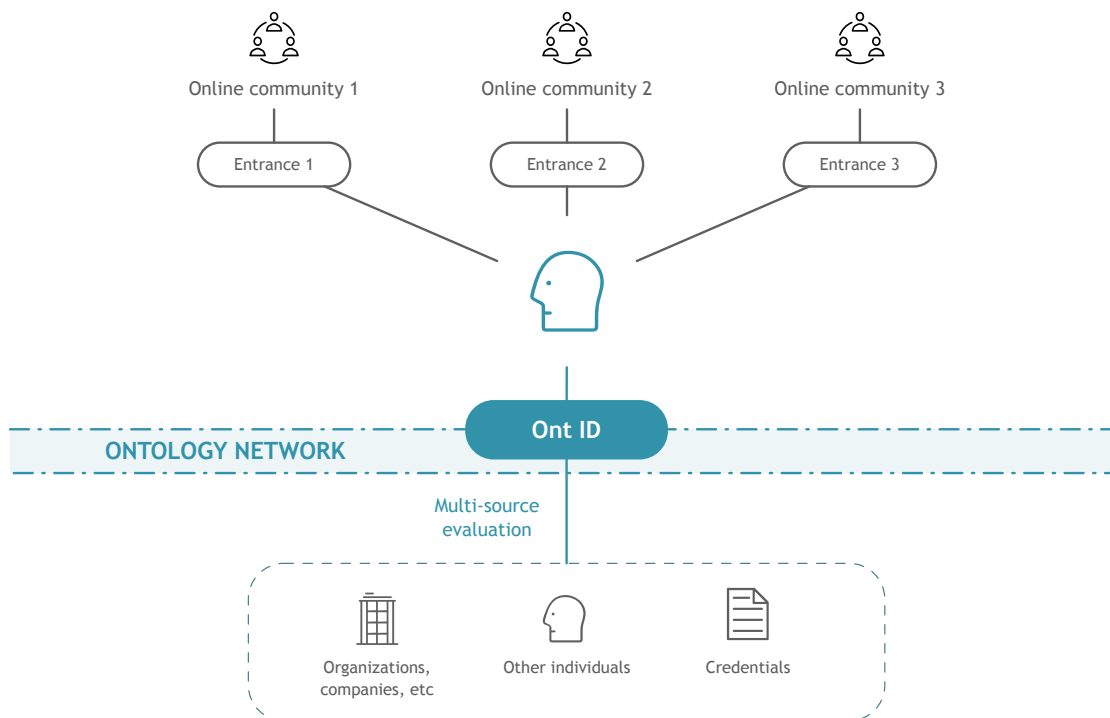 Online community 1
Online community 2
Online community 3
Entrance 1
Entrance 2
Entrance 3
Ont ID
ONTOLOGY NETWORK
Multi-source
evaluation
Organizations,
companies, etc
Other individuals
Credentials